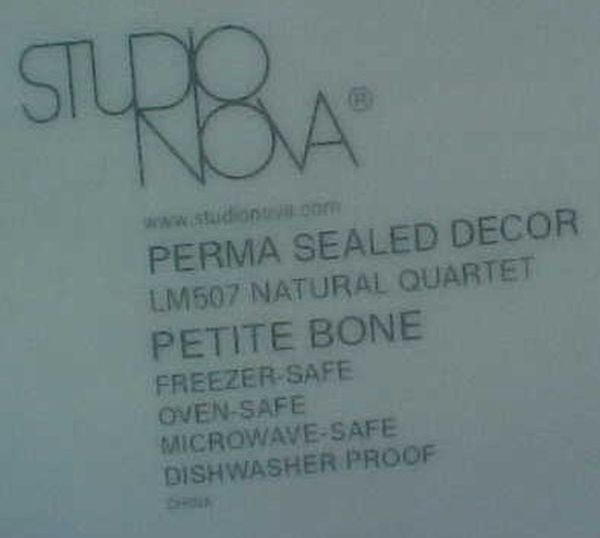 STUDIO
NOVA®
www.studionova.com
PERMA SEALED DECOR
LM507 NATURAL QUARTET
PETITE BONE
FREEZER-SAFE
OVEN-SAFE
MICROWAVE-SAFE
DISHWASHER PROOF
CHINA